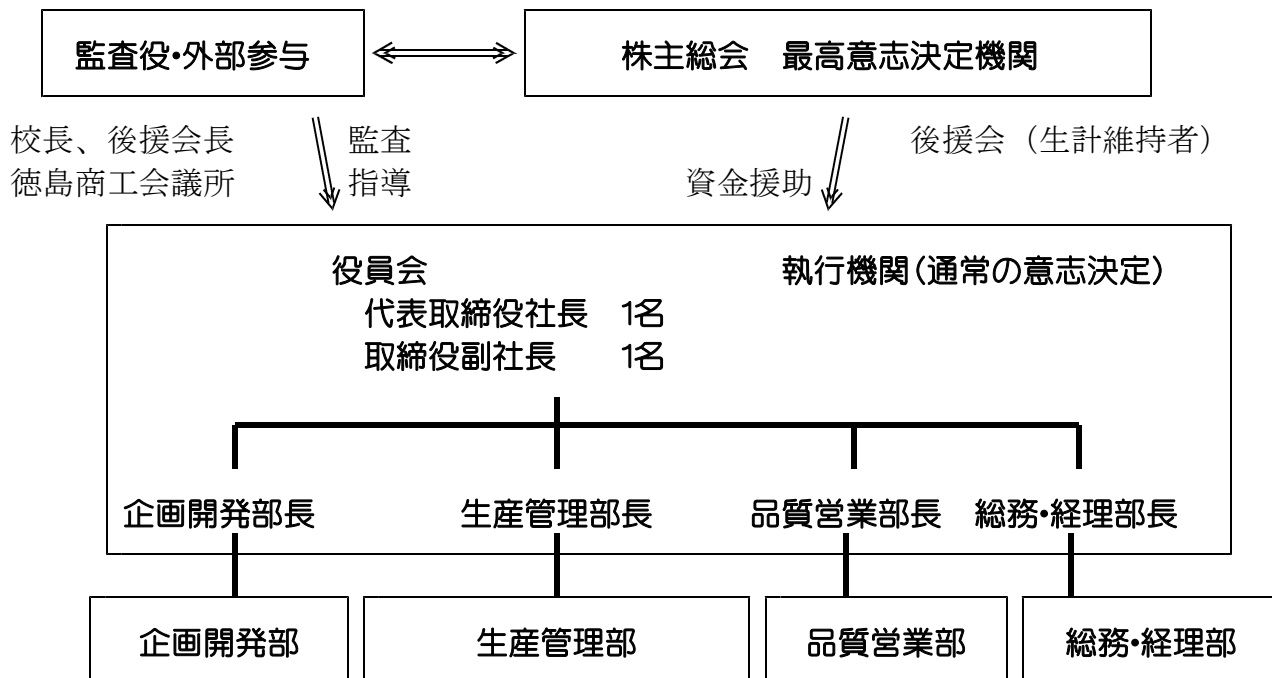 監査役・外部参与
株主総会　最高意志決定機関
校長、後援会長
徳島商工会議所
監査
指導
後援会（生計維持者）
資金援助
役員会
執行機関（通常の意志決定）
代表取締役社長　1名
取締役副社長　　1名
企画開発部長
生産管理部長
品質営業部長
総務・経理部長
企画開発部
生産管理部
品質営業部
総務・経理部